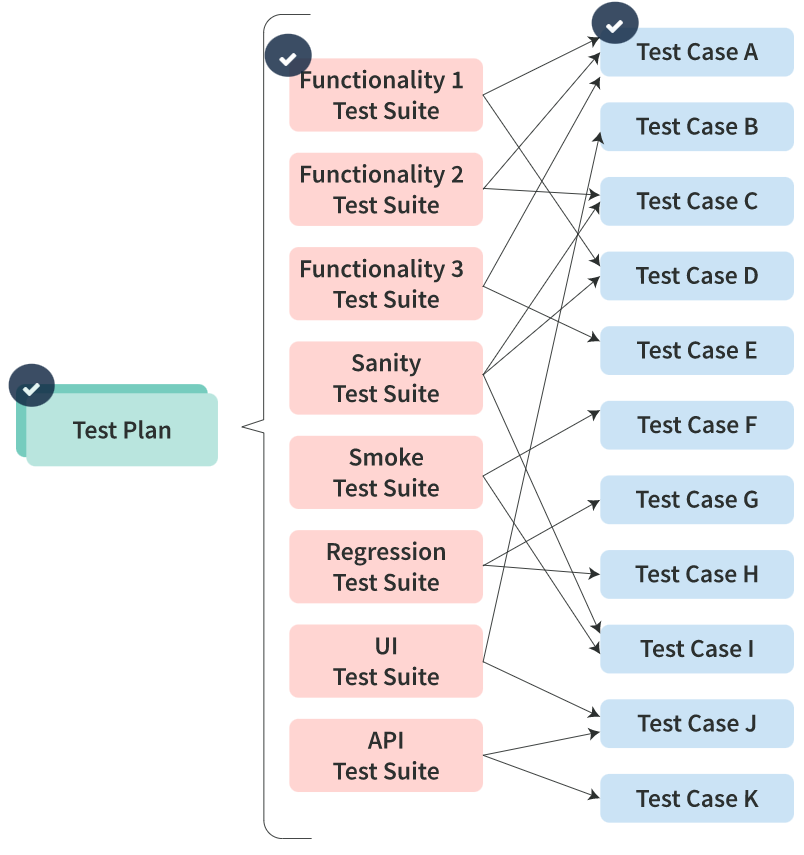 Test Plan
Functionality 1
Test Suite
Functionality 2
Test Suite
Functionality 3
Test Suite
Sanity
Test Suite
Smoke
Test Suite
Regression
Test Suite
UI
Test Suite
API
Test Suite
Test Case A
Test Case B
Test Case C
Test Case D
Test Case E
Test Case F
Test Case G
Test Case H
Test Case I
Test Case J
Test Case K